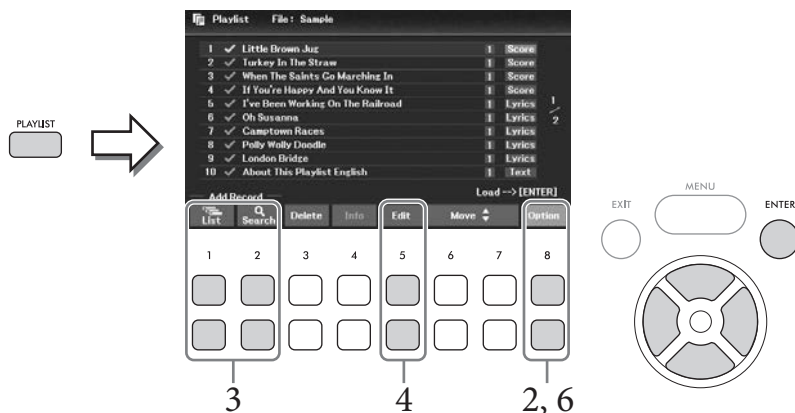 PLAYLIST
Playlist File: Sample
1 ✓ Little Brown Jug 1 Score
2 ✓ Turkey In The Straw 1 Score
3 ✓ When The Saints Go Marching In 1 Score
4 ✓ If You're Happy And You Know It 1 Score
5 ✓ I've Been Working On The Railroad 1 Lyrics
6 ✓ Oh Susanna 1 Lyrics
7 ✓ Camptown Races 1 Lyrics
8 ✓ Polly Wolly Doodle 1 Lyrics
9 ✓ London Bridge 1 Lyrics
10 ✓ About This Playlist English 1 Text
1/2
Add Record Load-->[ENTER]
List Search Delete Info Edit Move Option
1 2 3 4 5 6 7 8
3 4 2, 6
EXIT MENU ENTER